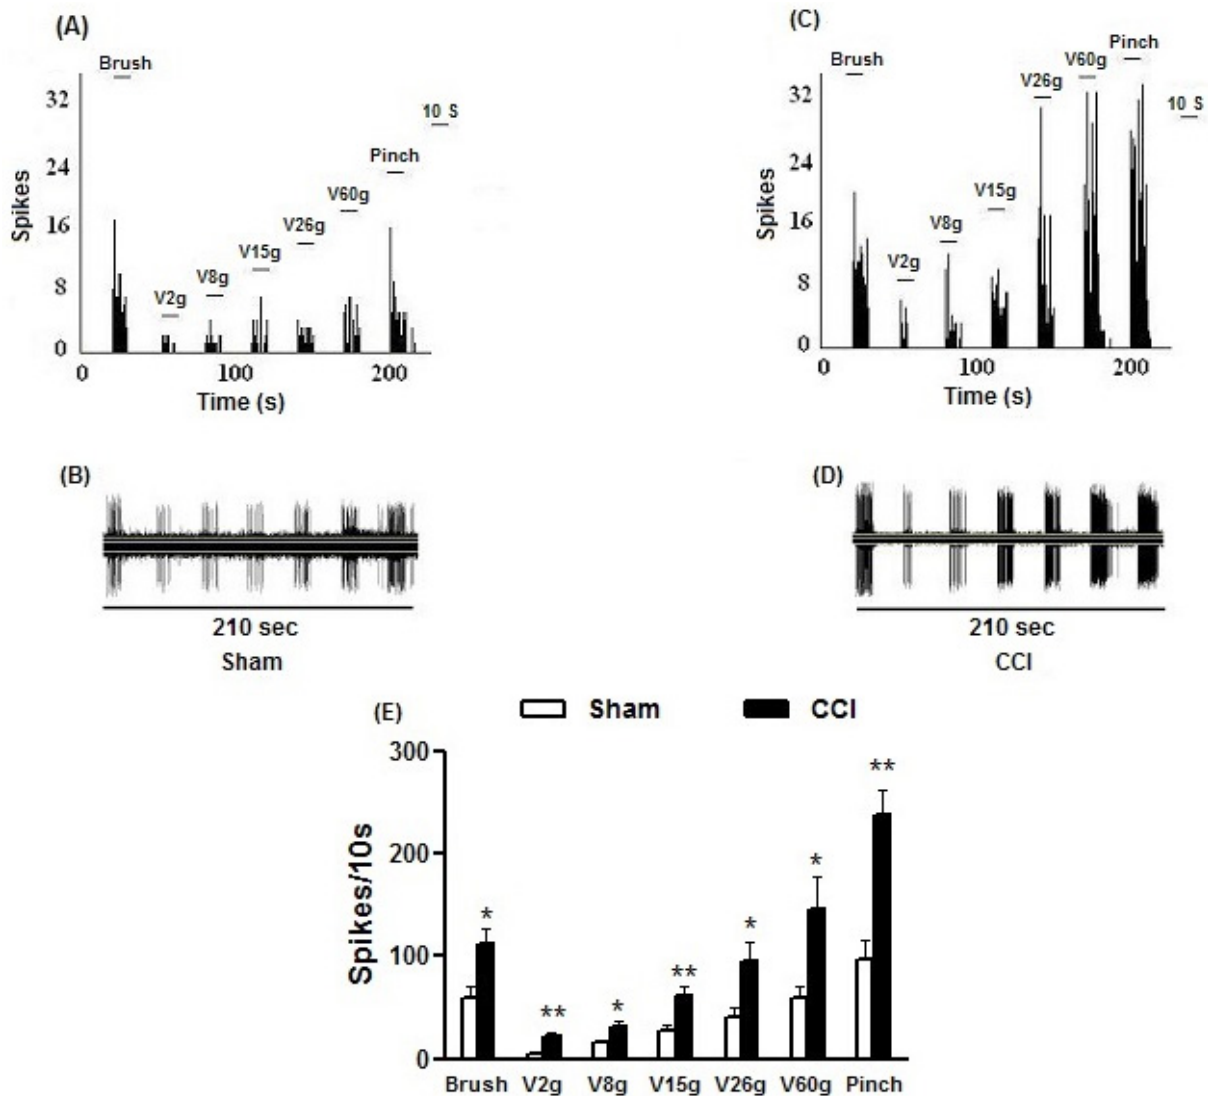 (A)
Brush
32
24
16
8
0
Spikes
V2g
V8g
V15g
V26g
V60g
Pinch
10 S
0
100
200
Time (s)
(C)
Brush
32
24
16
8
0
Spikes
V2g
V8g
V15g
V26g
V60g
Pinch
10 S
0
100
200
Time (s)
(B)
210 sec
Sham
(D)
210 sec
CCI
(E)
Sham
CCI
300
200
100
0
Spikes/10s
*
**
*
**
*
*
**
Brush V2g V8g V15g V26g V60g Pinch